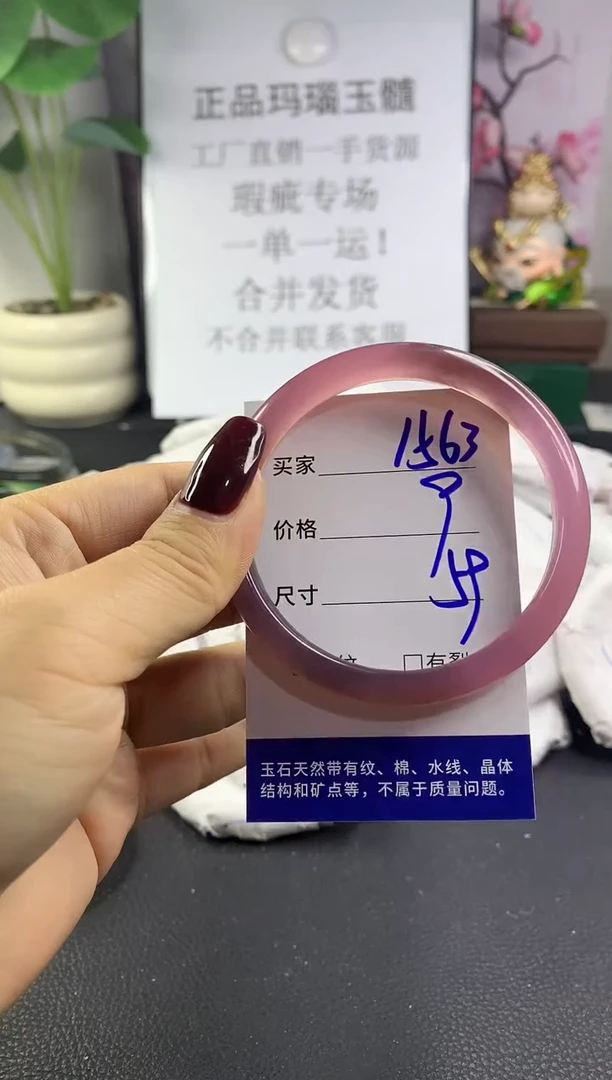 正品玛瑙玉髓
工厂直销一手货源
瑕疵专场
一单一运！
合并发货
不合并联系客服
买家 1563
价格
尺寸
纹 □有裂
玉石天然带有纹、棉、水线、晶体
结构和矿点等，不属于质量问题。